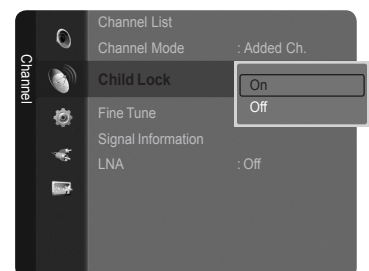 Channel
Channel List
Channel Mode : Added Ch.
Child Lock
On
Off
Fine Tune
Signal Information
LNA : Off